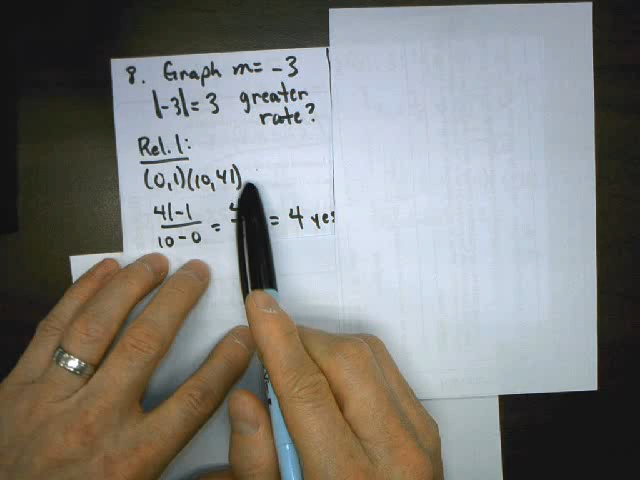 8. Graph m= -3
|-3|=3 greater rate?
Rel. 1:
(0,1)(10,41)
41-1 / 10-0 = 4 = 4 yes